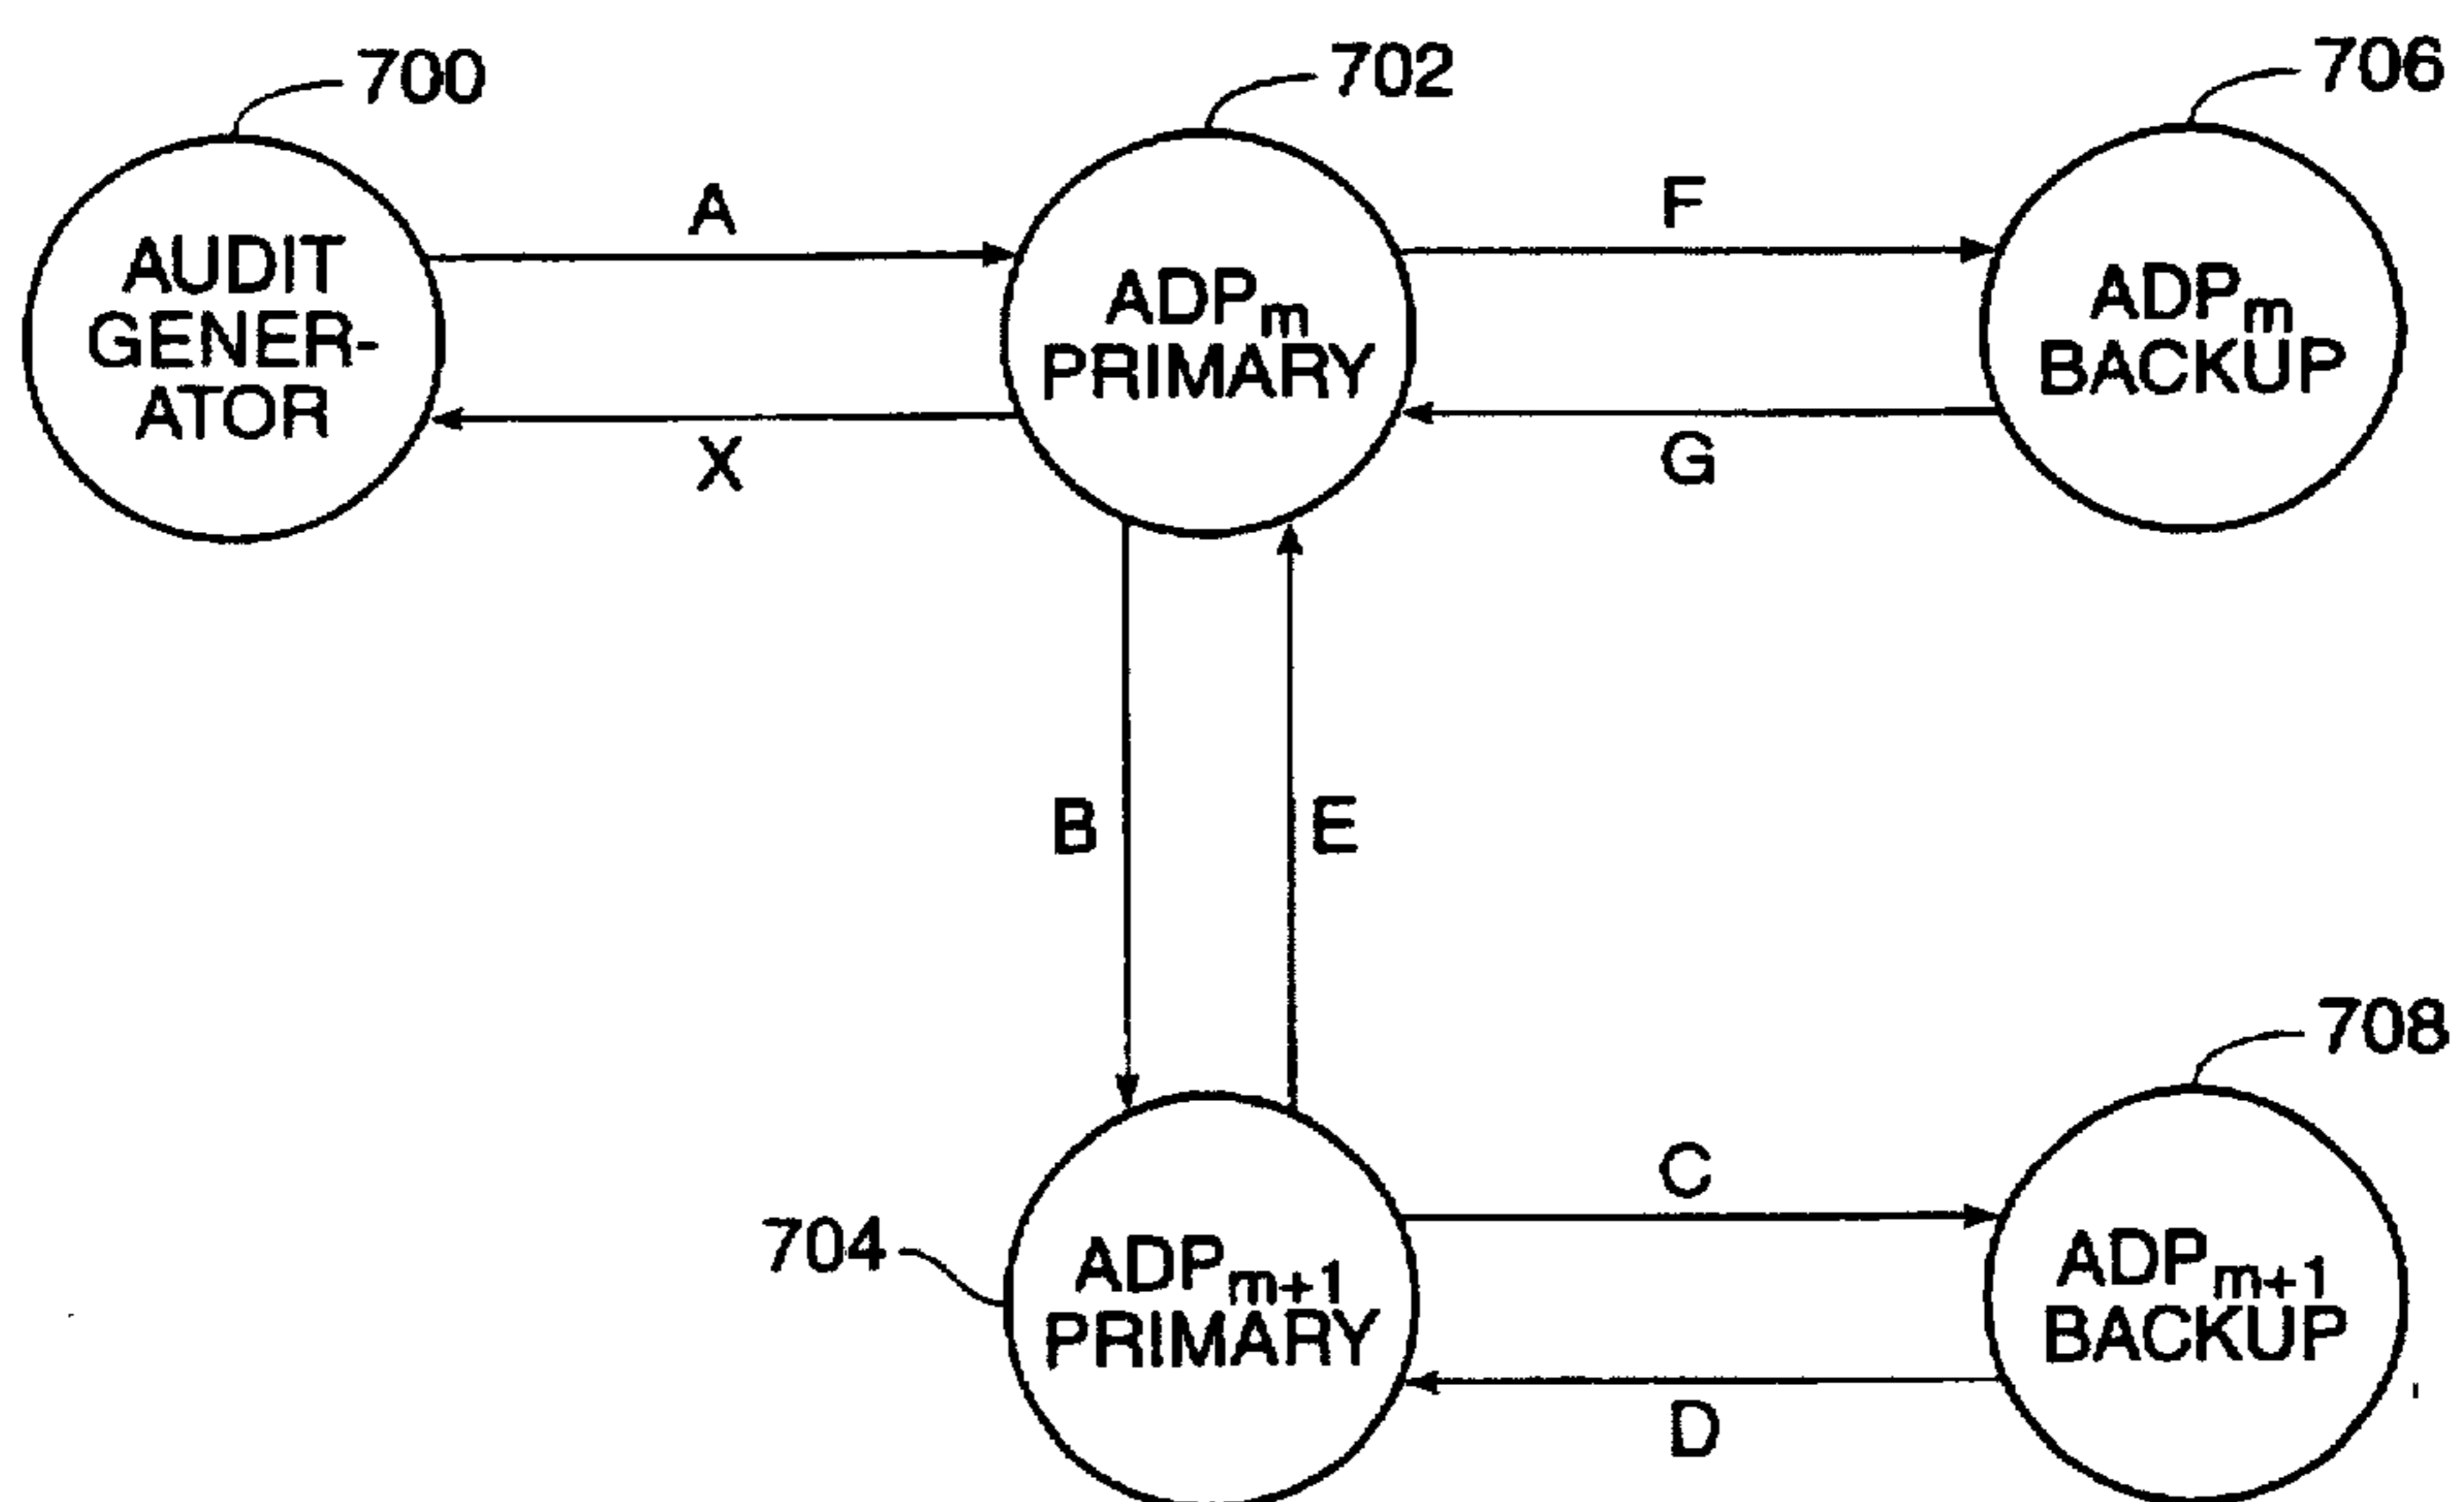 700
702
706
AUDIT
GENER-
ATOR
A
X
ADPm
PRIMARY
F
G
ADPm
BACKUP
B
E
704
ADPm+1
PRIMARY
C
D
708
ADPm+1
BACKUP